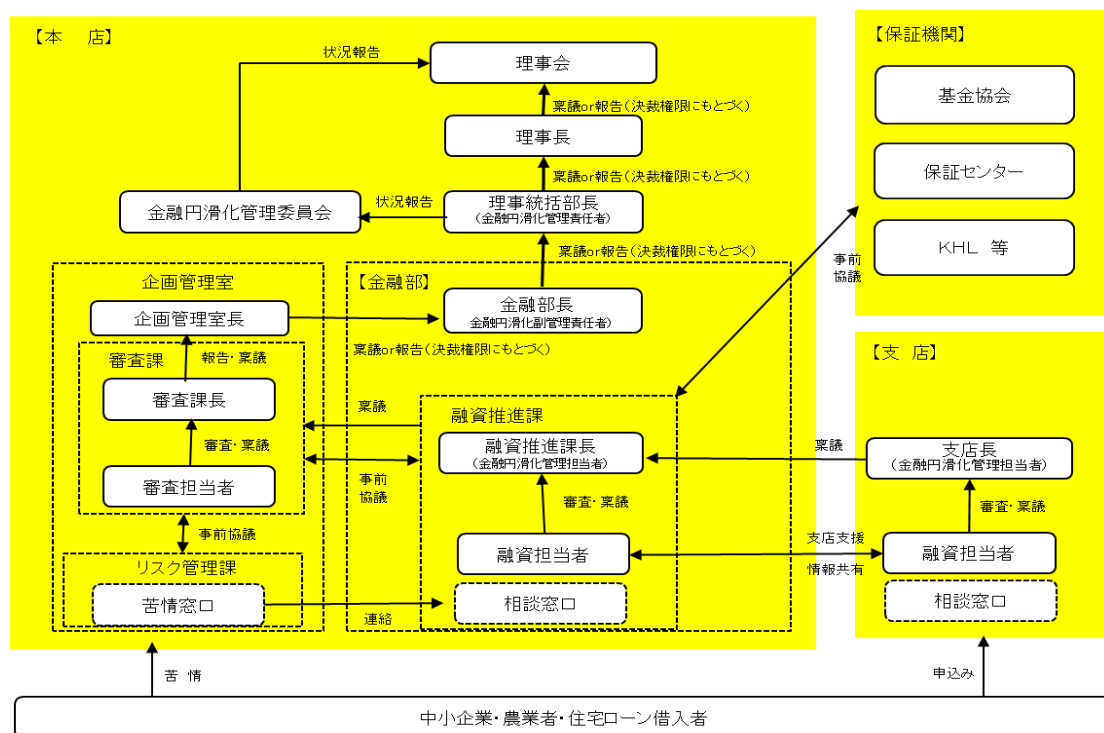 【本　店】
状況報告
理事会
稟議or報告（決裁権限にもとづく）
理事長
稟議or報告（決裁権限にもとづく）
金融円滑化管理委員会
状況報告
理事統括部長
（金融円滑化管理責任者）
稟議or報告（決裁権限にもとづく）
企画管理室
企画管理室長
【金融部】
金融部長
（金融円滑化副管理責任者）
稟議or報告（決裁権限にもとづく）
審査課
報告・稟議
審査課長
審査・稟議
審査担当者
事前協議
リスク管理課
苦情窓口
稟議
事前
協議
連絡
融資推進課
融資推進課長
（金融円滑化管理担当者）
審査・稟議
融資担当者
相談窓口
【保証機関】
基金協会
保証センター
KHL　等
事前
協議
【支　店】
稟議
支店長
（金融円滑化管理担当者）
審査・稟議
支店支援
情報共有
融資担当者
相談窓口
苦　情
申込み
中小企業・農業者・住宅ローン借入者